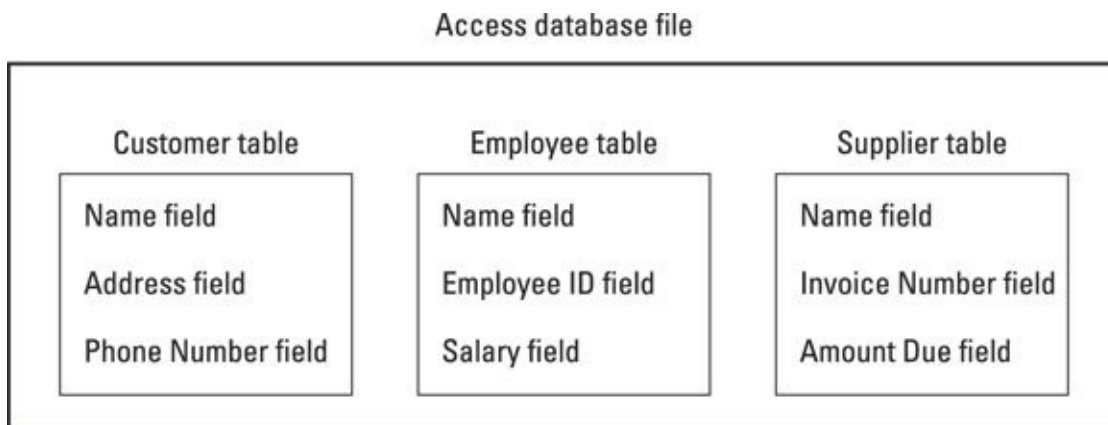 Access database file
Customer table
Name field
Address field
Phone Number field
Employee table
Name field
Employee ID field
Salary field
Supplier table
Name field
Invoice Number field
Amount Due field